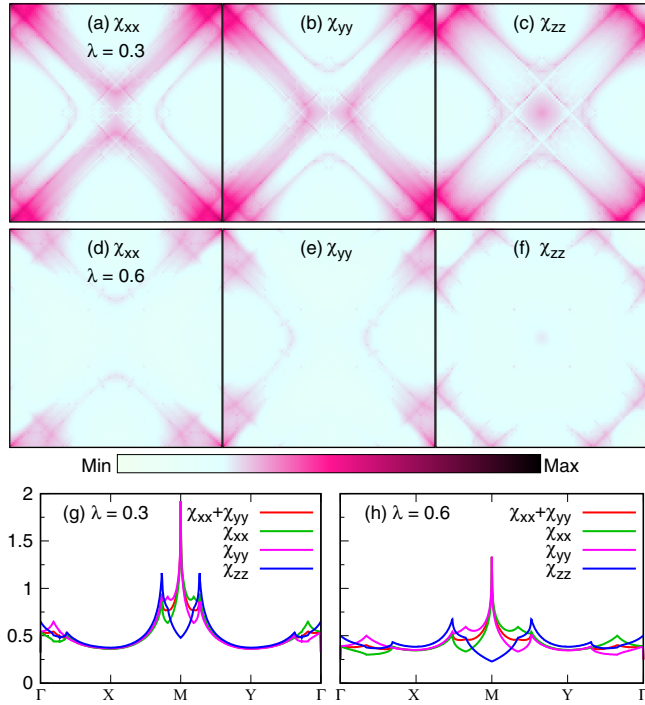 (a) χxx
λ = 0.3
(b) χyy
(c) χzz
(d) χxx
λ = 0.6
(e) χyy
(f) χzz
Min
Max
(g) λ = 0.3
χxx+χyy
χxx
χyy
χzz
2
1.5
1
0.5
0
Γ X M Y Γ
(h) λ = 0.6
χxx+χyy
χxx
χyy
χzz
Γ X M Y Γ